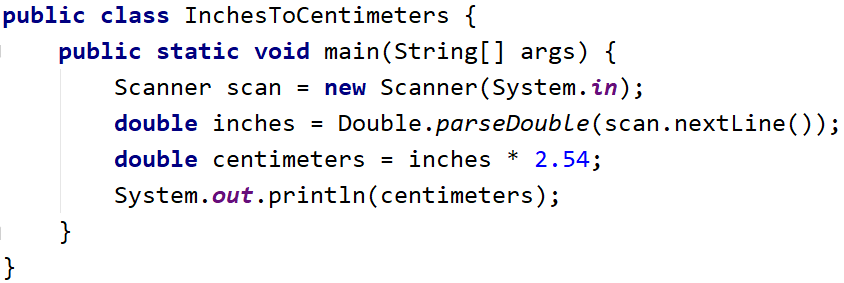 public class InchesToCentimeters {
    public static void main(String[] args) {
        Scanner scan = new Scanner(System.in);
        double inches = Double.parseDouble(scan.nextLine());
        double centimeters = inches * 2.54;
        System.out.println(centimeters);
    }
}